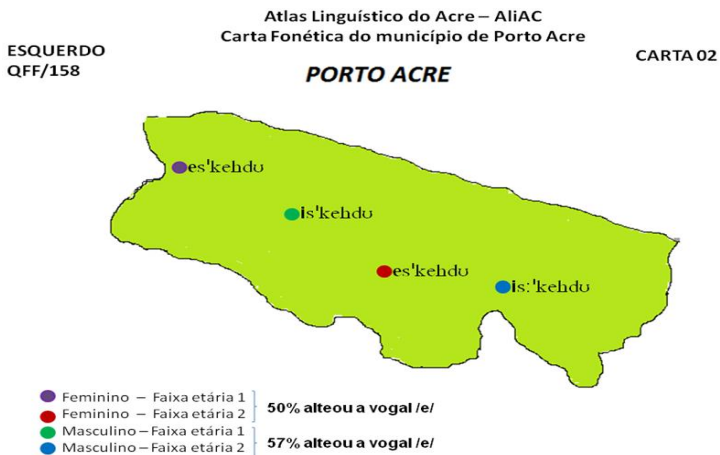 Atlas Linguístico do Acre – AliAC
Carta Fonética do município de Porto Acre
ESQUERDO
QFF/158
CARTA 02
PORTO ACRE
es'kehdʊ
is'kehdʊ
es'kehdʊ
is:'kehdʊ
Feminino – Faixa etária 1
Feminino – Faixa etária 2
50% alteou a vogal /e/
Masculino – Faixa etária 1
Masculino – Faixa etária 2
57% alteou a vogal /e/